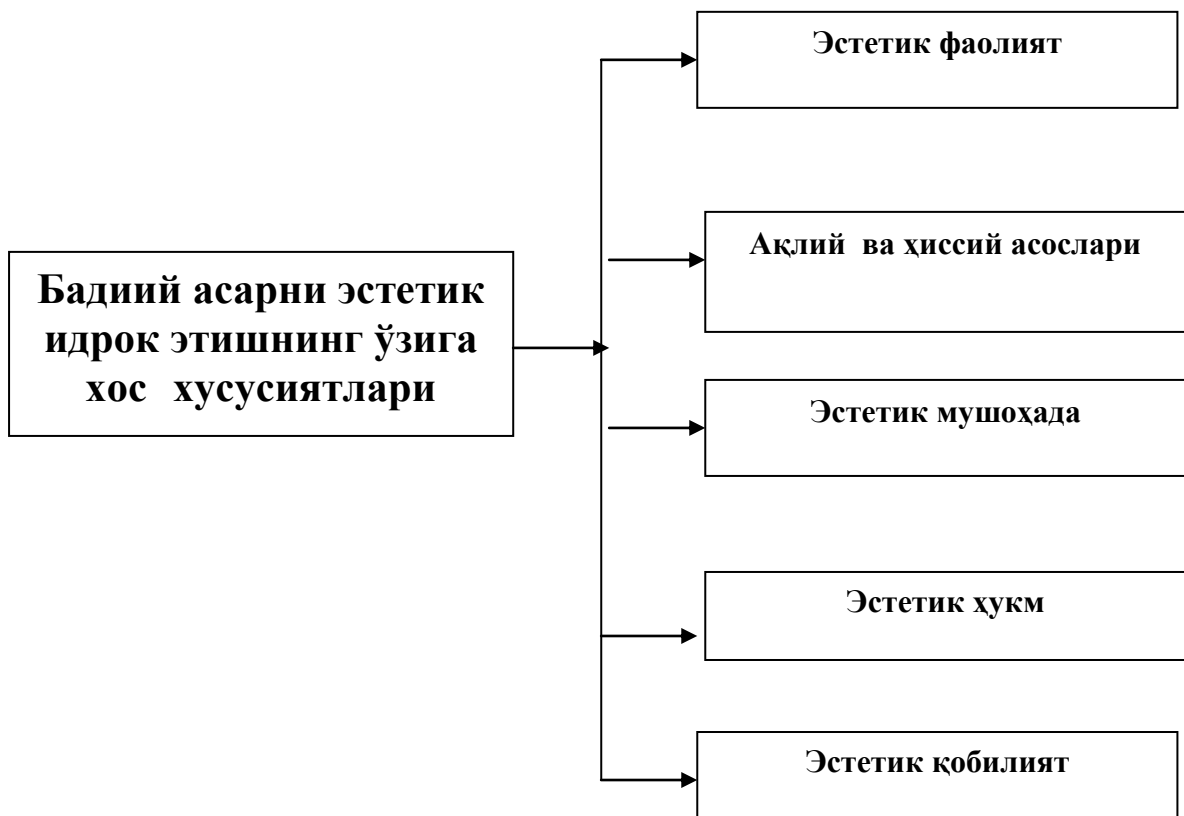 Бадиий асарни эстетик
идрок этишнинг ўзига
хос хусусиятлари
Эстетик фаолият
Ақлий ва ҳиссий асослари
Эстетик мушоҳада
Эстетик ҳукм
Эстетик қобилият